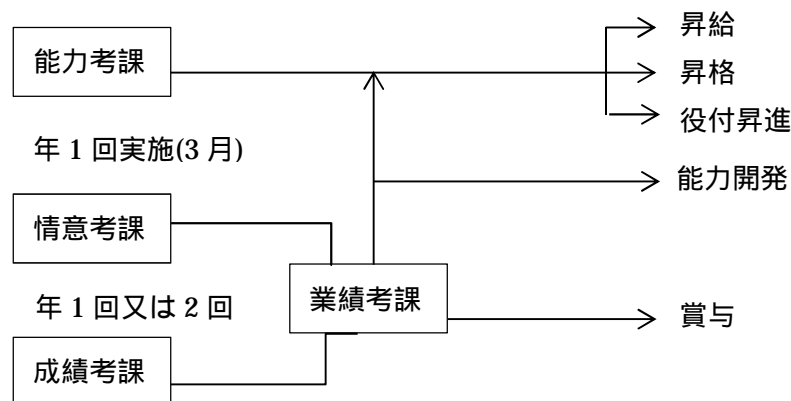 昇給
能力考課
昇格
役付昇進
年1回実施(3月)
能力開発
情意考課
業績考課
年1回又は2回
賞与
成績考課